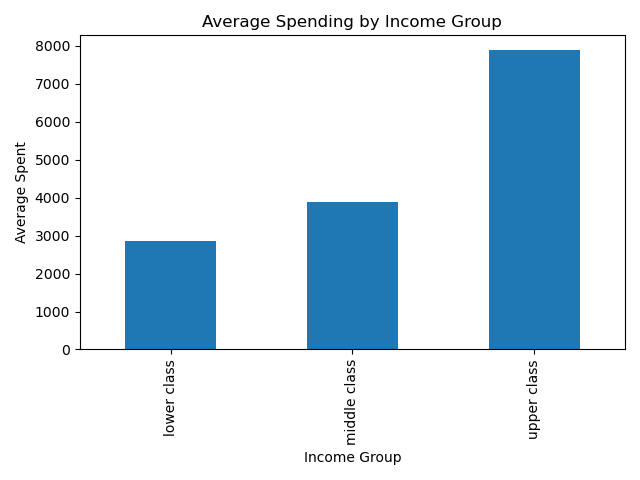 Average Spending by Income Group
8000
7000
6000
5000
4000
3000
2000
1000
0
Average Spent
lower class
middle class
upper class
Income Group